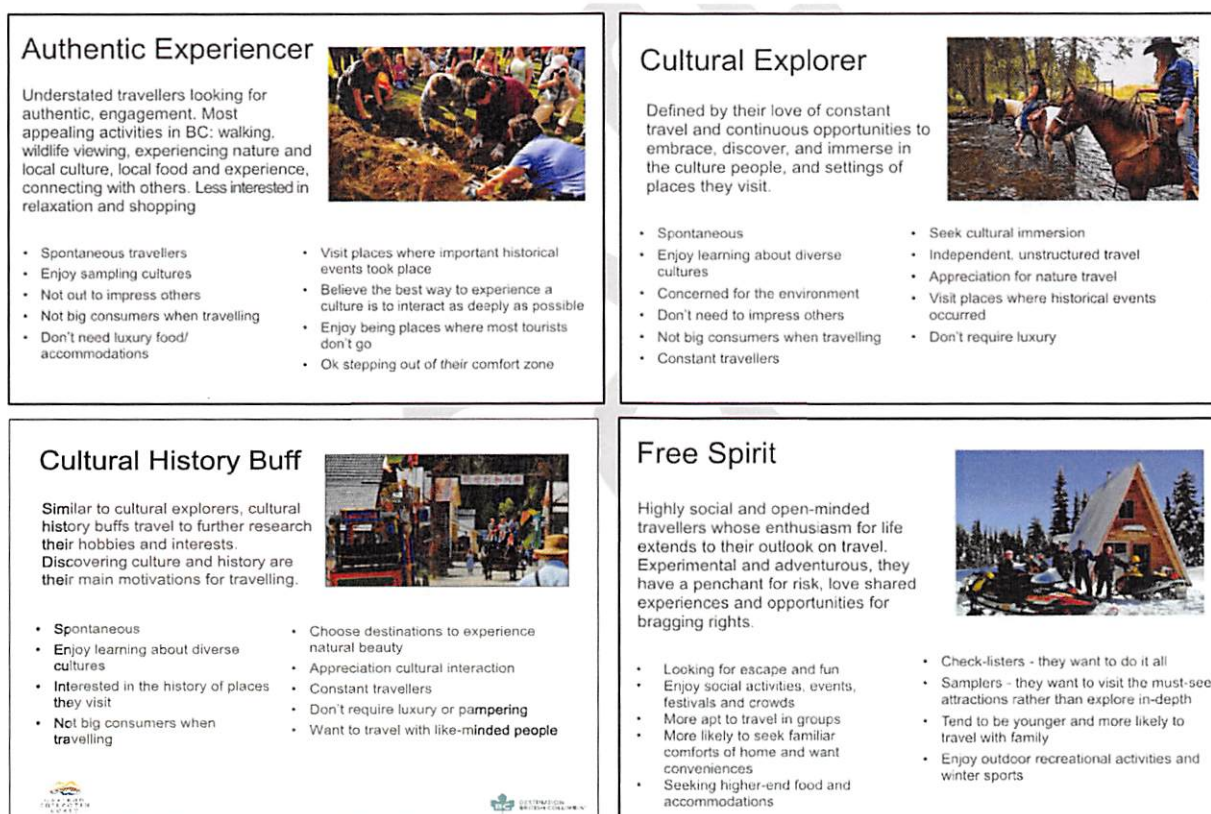 Authentic Experiencer
Understated travellers looking for
authentic, engagement. Most
appealing activities in BC: walking,
wildlife viewing, experiencing nature and
local culture, local food and experience,
connecting with others. Less interested in
relaxation and shopping
• Spontaneous travellers
• Enjoy sampling cultures
• Not out to impress others
• Not big consumers when travelling
• Don't need luxury food/
accommodations
• Visit places where important historical
events took place
• Believe the best way to experience a
culture is to interact as deeply as possible
• Enjoy being places where most tourists
don't go
• Ok stepping out of their comfort zone
Cultural Explorer
Defined by their love of constant
travel and continuous opportunities to
embrace, discover, and immerse in
the culture people, and settings of
places they visit.
• Spontaneous
• Enjoy learning about diverse
cultures
• Concerned for the environment
• Don't need to impress others
• Not big consumers when travelling
• Constant travellers
• Seek cultural immersion
• Independent, unstructured travel
• Appreciation for nature travel
• Visit places where historical events
occurred
• Don't require luxury
Cultural History Buff
Similar to cultural explorers, cultural
history buffs travel to further research
their hobbies and interests.
Discovering culture and history are
their main motivations for travelling.
• Spontaneous
• Enjoy learning about diverse
cultures
• Interested in the history of places
they visit
• Not big consumers when
travelling
• Choose destinations to experience
natural beauty
• Appreciation cultural interaction
• Constant travellers
• Don't require luxury or pampering
• Want to travel with like-minded people
DESTINATION
BRITISH COLUMBIA
Free Spirit
Highly social and open-minded
travellers whose enthusiasm for life
extends to their outlook on travel.
Experimental and adventurous, they
have a penchant for risk, love shared
experiences and opportunities for
bragging rights.
• Looking for escape and fun
• Enjoy social activities, events,
festivals and crowds
• More apt to travel in groups
• More likely to seek familiar
comforts of home and want
conveniences
• Seeking higher-end food and
accommodations
• Check-listers - they want to do it all
• Samplers - they want to visit the must-see
attractions rather than explore in-depth
• Tend to be younger and more likely to
travel with family
• Enjoy outdoor recreational activities and
winter sports